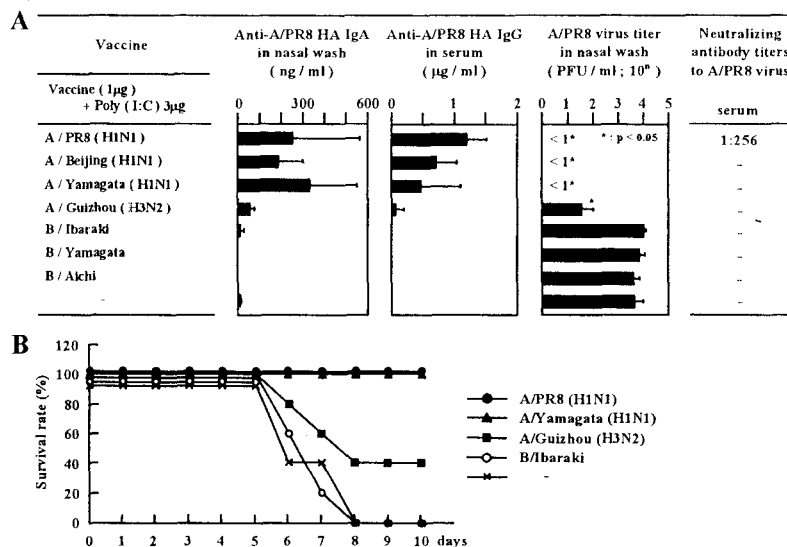 A
Vaccine
Anti-A/PR8 HA IgA in nasal wash ( ng / ml )
Anti-A/PR8 HA IgG in serum ( μg / ml )
A/PR8 virus titer in nasal wash ( PFU / ml ; 10ⁿ )
Neutralizing antibody titers to A/PR8 virus
Vaccine ( 1μg )
+ Poly ( I:C ) 3μg
serum
0 300 600
0 1 2
0 1 2 3 4 5
A / PR8 ( H1N1 ) < 1* * : p < 0.05 1:256
A / Beijing ( H1N1 ) < 1* -
A / Yamagata ( H1N1 ) < 1* -
A / Guizhou ( H3N2 ) * -
B / Ibaraki -
B / Yamagata -
B / Aichi -
- -
B
Survival rate (%)
120
100
80
60
40
20
0
0 1 2 3 4 5 6 7 8 9 10 days
A/PR8 (H1N1)
A/Yamagata (H1N1)
A/Guizhou (H3N2)
B/Ibaraki
-